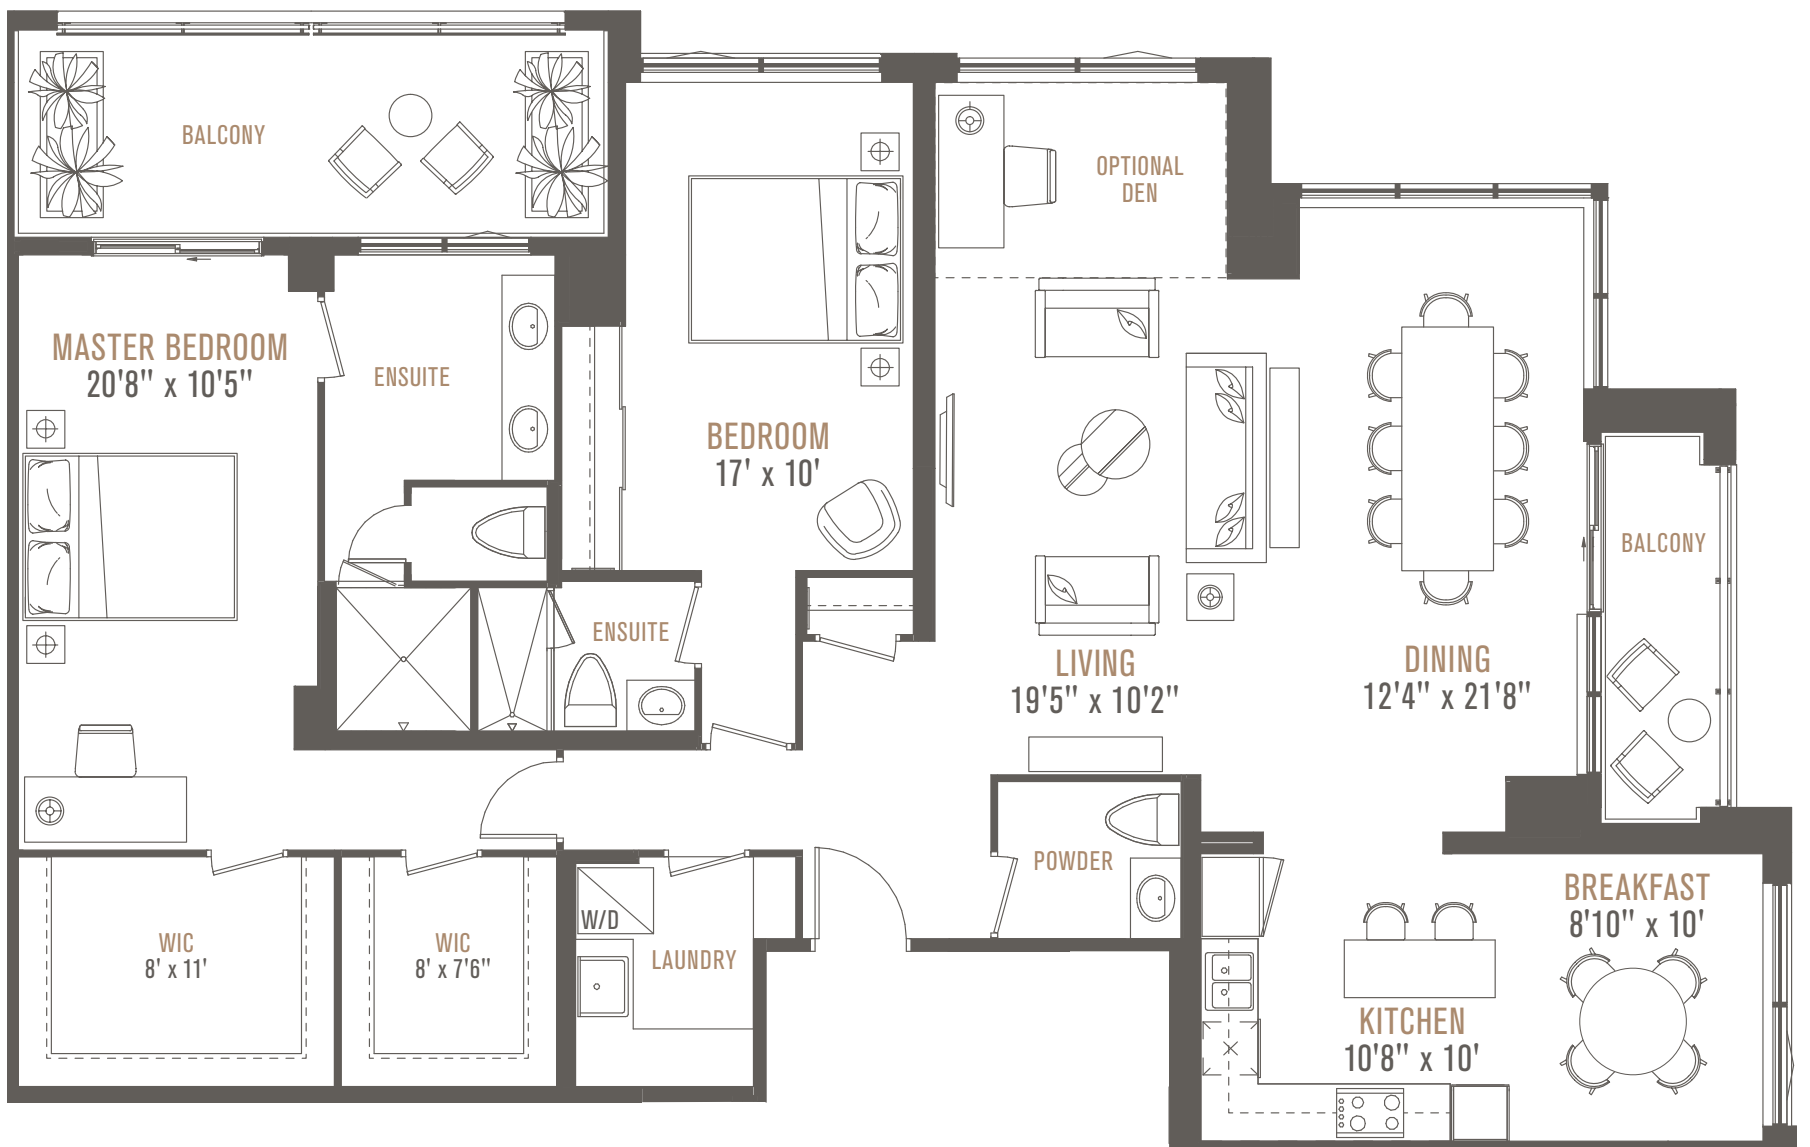 BALCONY
OPTIONAL
DEN
MASTER BEDROOM
20'8" x 10'5"
ENSUITE
BEDROOM
17' x 10'
BALCONY
ENSUITE
LIVING
19'5" x 10'2"
DINING
12'4" x 21'8"
POWDER
BREAKFAST
8'10" x 10'
W/D
WIC
8' x 11'
WIC
8' x 7'6"
LAUNDRY
KITCHEN
10'8" x 10'